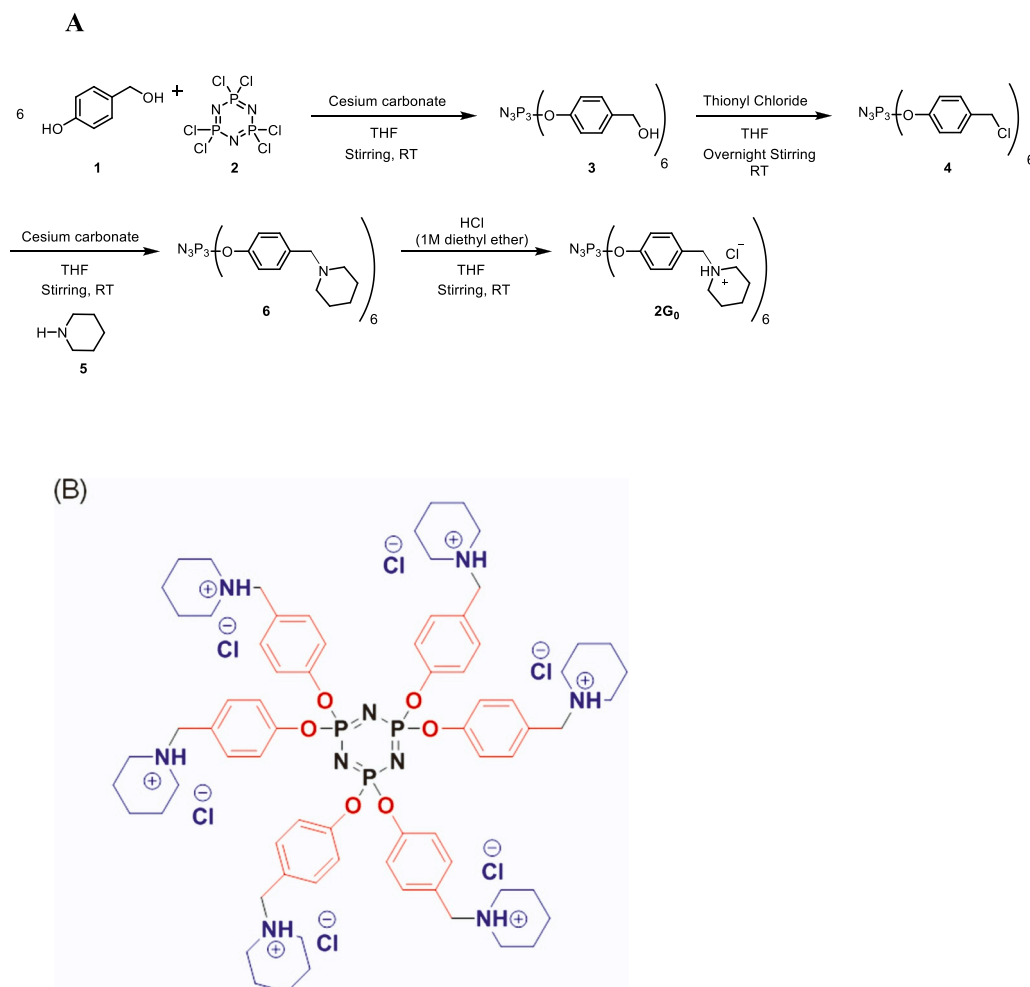 A
6
OH
HO
1
+
Cl Cl
P
N N
Cl Cl
P P
Cl N Cl
2
Cesium carbonate
THF
Stirring, RT
N3P3 O
OH
6
3
Thionyl Chloride
THF
Overnight Stirring
RT
N3P3 O
Cl
6
4
Cesium carbonate
THF
Stirring, RT
H-N
5
N3P3 O
N
6
6
HCl
(1M diethyl ether)
THF
Stirring, RT
N3P3 O
Cl−
HN
+
6
2G0
(B)
− Cl
+ NH
+ NH
− Cl
− Cl
+ NH
O O
O P N P O
N N
P
NH +
− Cl
O O
− Cl
NH +
− Cl
NH +